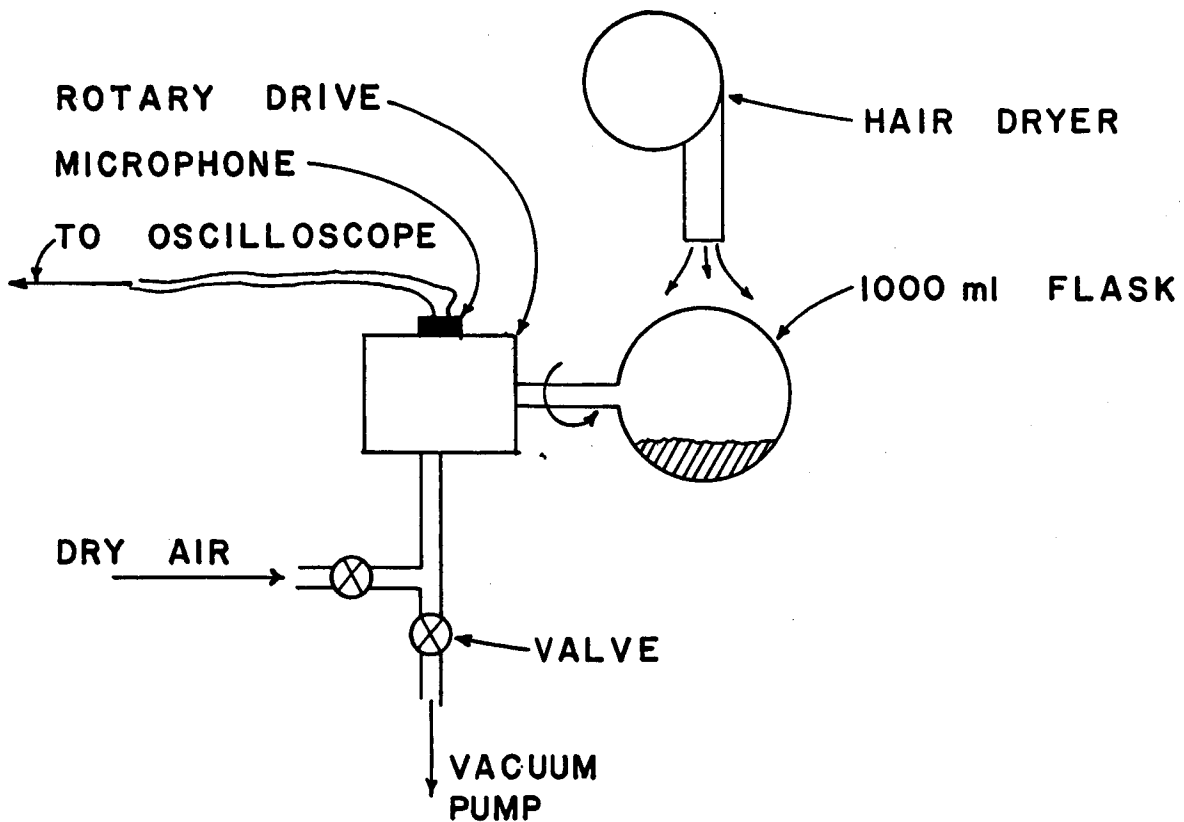 ROTARY DRIVE
MICROPHONE
TO OSCILLOSCOPE
HAIR DRYER
1000 ml FLASK
DRY AIR
VALVE
VACUUM
PUMP